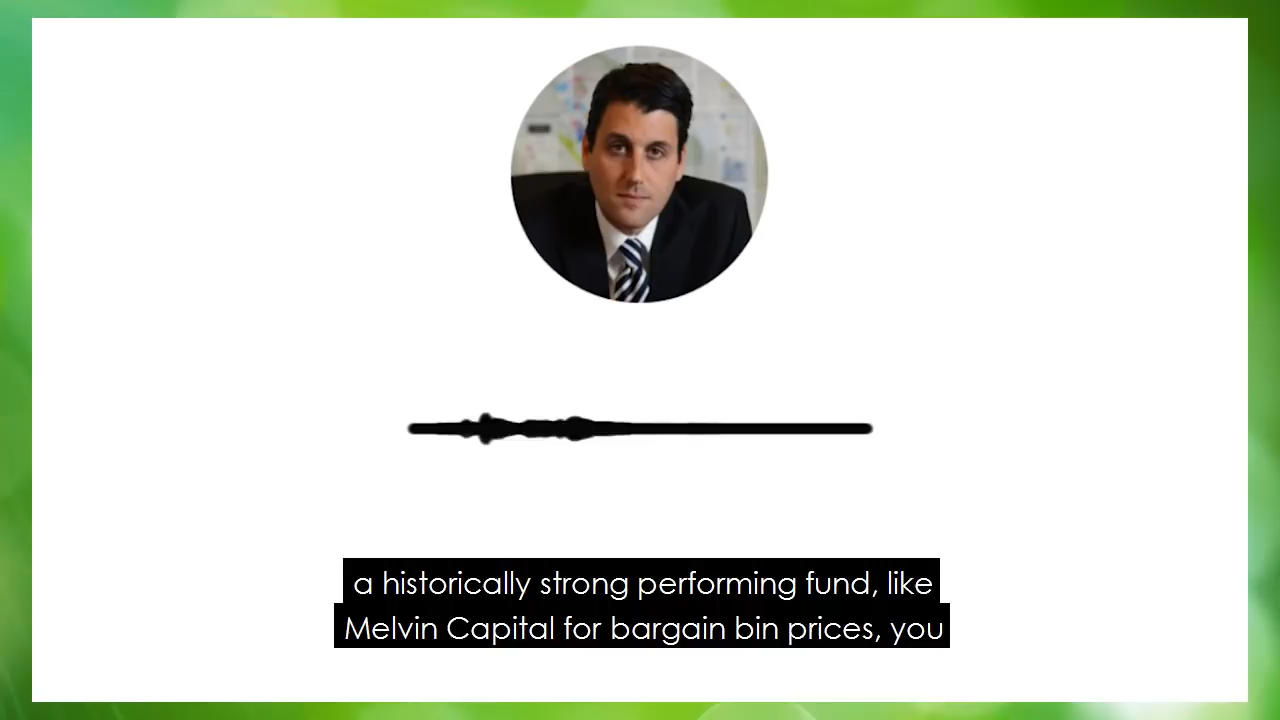 a historically strong performing fund, like
Melvin Capital for bargain bin prices, you